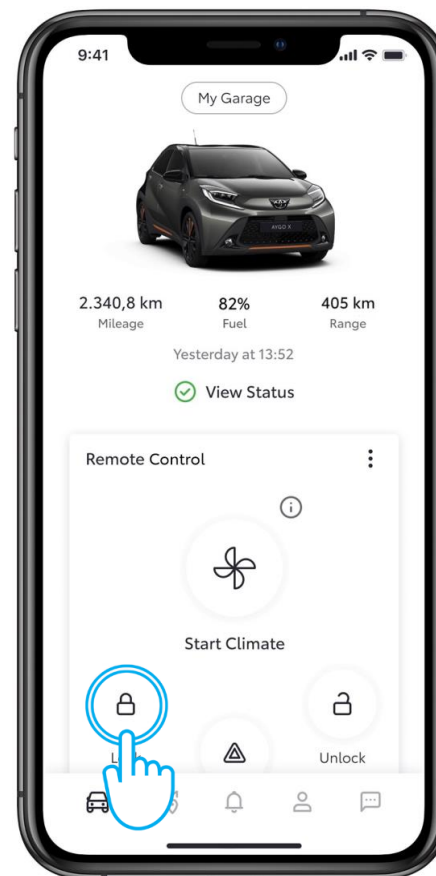 9:41
My Garage
AYGO X
2.340,8 km 82% 405 km
Mileage Fuel Range
Yesterday at 13:52
View Status
Remote Control
Start Climate
Unlock